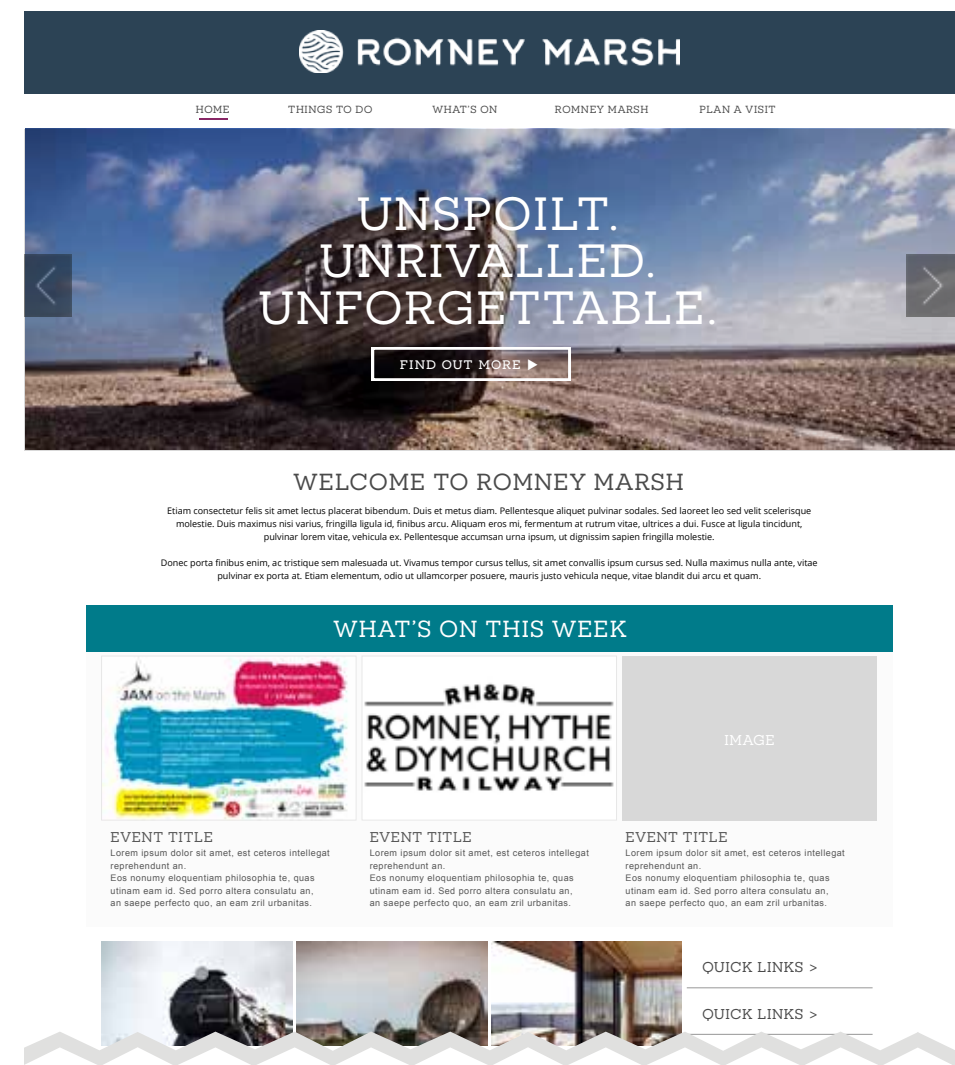 ROMNEY MARSH
HOME THINGS TO DO WHAT'S ON ROMNEY MARSH PLAN A VISIT
UNSPOILT.
UNRIVALLED.
UNFORGETTABLE.
FIND OUT MORE
WELCOME TO ROMNEY MARSH
Etiam consectetur felis sit amet lectus placerat bibendum. Duis et metus diam. Pellentesque aliquet pulvinar sodales. Sed laoreet leo sed velit scelerisque
molestie. Duis maximus nisi varius, fringilla ligula id, finibus arcu. Aliquam eros mi, fermentum at rutrum vitae, ultrices a dui. Fusce at ligula tincidunt,
pulvinar lorem vitae, vehicula ex. Pellentesque accumsan urna ipsum, ut dignissim sapien fringilla molestie.
Donec porta finibus enim, ac tristique sem malesuada ut. Vivamus tempor cursus tellus, sit amet convallis ipsum cursus sed. Nulla maximus nulla ante, vitae
pulvinar ex porta at. Etiam elementum, odio ut ullamcorper posuere, mauris justo vehicula neque, vitae blandit dui arcu et quam.
WHAT'S ON THIS WEEK
JAM on the Marsh
RH&DR
ROMNEY, HYTHE
& DYMCHURCH
RAILWAY
IMAGE
EVENT TITLE
Lorem ipsum dolor sit amet, est ceteros intellegat
reprehendunt an.
Eos nonumy eloquentiam philosophia te, quas
utinam eam id. Sed porro altera consulatu an,
an saepe perfecto quo, an eam zril urbanitas.
EVENT TITLE
Lorem ipsum dolor sit amet, est ceteros intellegat
reprehendunt an.
Eos nonumy eloquentiam philosophia te, quas
utinam eam id. Sed porro altera consulatu an,
an saepe perfecto quo, an eam zril urbanitas.
EVENT TITLE
Lorem ipsum dolor sit amet, est ceteros intellegat
reprehendunt an.
Eos nonumy eloquentiam philosophia te, quas
utinam eam id. Sed porro altera consulatu an,
an saepe perfecto quo, an eam zril urbanitas.
QUICK LINKS >
QUICK LINKS >